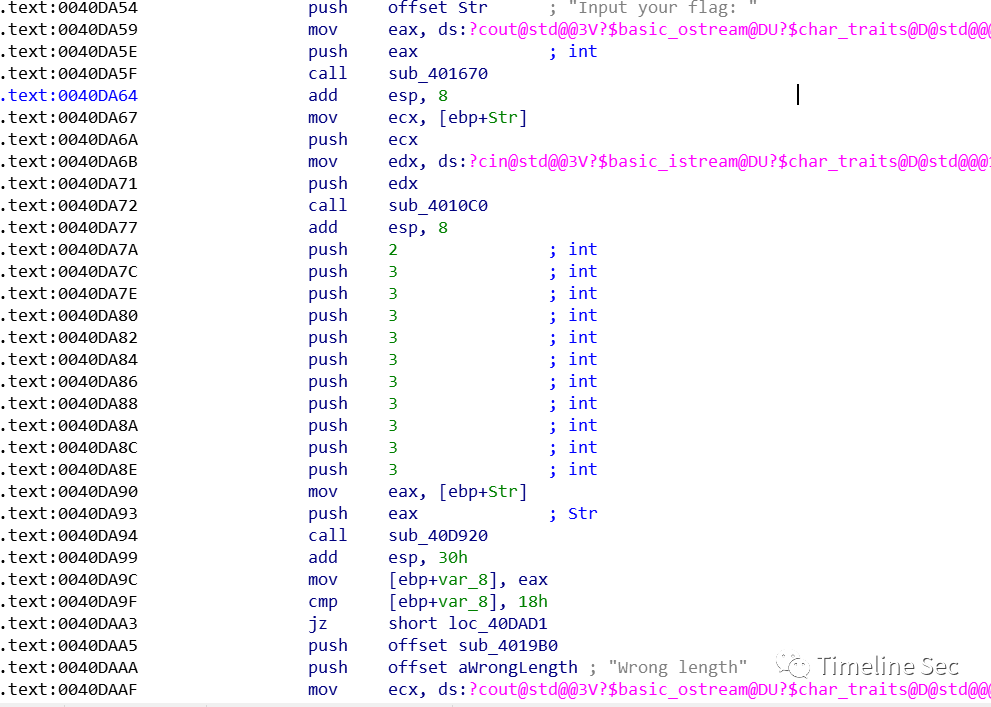 .text:0040DA54 push offset Str ; "Input your flag: "
.text:0040DA59 mov eax, ds:?cout@std@@3V?$basic_ostream@DU?$char_traits@D@std@@@
.text:0040DA5E push eax ; int
.text:0040DA5F call sub_401670
.text:0040DA64 add esp, 8
.text:0040DA67 mov ecx, [ebp+Str]
.text:0040DA6A push ecx
.text:0040DA6B mov edx, ds:?cin@std@@3V?$basic_istream@DU?$char_traits@D@std@@@
.text:0040DA71 push edx
.text:0040DA72 call sub_4010C0
.text:0040DA77 add esp, 8
.text:0040DA7A push 2 ; int
.text:0040DA7C push 3 ; int
.text:0040DA7E push 3 ; int
.text:0040DA80 push 3 ; int
.text:0040DA82 push 3 ; int
.text:0040DA84 push 3 ; int
.text:0040DA86 push 3 ; int
.text:0040DA88 push 3 ; int
.text:0040DA8A push 3 ; int
.text:0040DA8C push 3 ; int
.text:0040DA8E push 3 ; int
.text:0040DA90 mov eax, [ebp+Str]
.text:0040DA93 push eax ; Str
.text:0040DA94 call sub_40D920
.text:0040DA99 add esp, 30h
.text:0040DA9C mov [ebp+var_8], eax
.text:0040DA9F cmp [ebp+var_8], 18h
.text:0040DAA3 jz short loc_40DAD1
.text:0040DAA5 push offset sub_4019B0
.text:0040DAAA push offset aWrongLength ; "Wrong length"
.text:0040DAAF mov ecx, ds:?cout@std@@3V?$basic_ostream@DU?$char_traits@D@std@@@
Timeline Sec